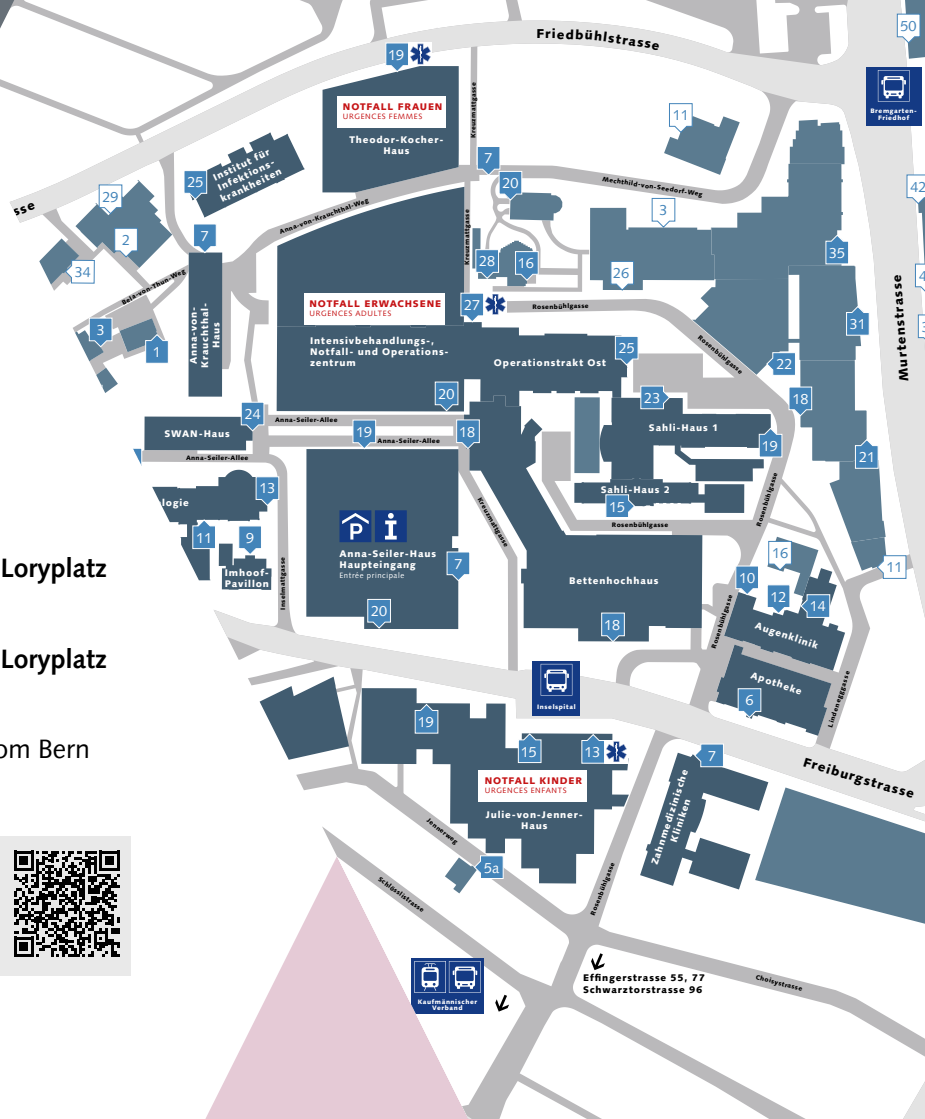 50
Friedbühlstrasse
19
Bremgarten-
Friedhof
NOTFALL FRAUEN
URGENCES FEMMES
Kreuzmattgasse
11
Theodor-Kocher-
Haus
Institut für
Infektions-
krankheiten
7
25
20
Mechthild-von-Seedorf-Weg
42
29
sse
Anna-von-Krauchthal-Weg
3
2
7
Kreuzmattgasse
35
34
28
16
26
Bela-von-Thun-Weg
NOTFALL ERWACHSENE
URGENCES ADULTES
27
Rosenbühlgasse
Murtenstrasse
3
1
Anna-von-
Krauchthal-
Haus
31
Intensivbehandlungs-,
Notfall- und Operations-
zentrum
Operationstrakt Ost
25
Rosenbühlgasse
22
20
23
18
24
Anna-Seiler-Allee
SWAN-Haus
19
Anna-Seiler-Allee
18
Sahli-Haus 1
19
Anna-Seiler-Allee
21
13
logie
Sahli-Haus 2
15
Rosenbühlgasse
Kreuzmattgasse
Rosenbühlgasse
P
i
11
9
Anna-Seiler-Haus
Haupteingang
Entrée principale
7
16
11
Loryplatz
Imhoof-
Pavillon
Inselmattgasse
Bettenhochhaus
10
12
14
20
18
Rosenbühlgasse
Augenklinik
Loryplatz
Apotheke
Inselspital
6
Lindenegggasse
19
15
13
om Bern
7
Freiburgstrasse
NOTFALL KINDER
URGENCES ENFANTS
Julie-von-Jenner-
Haus
Zahnmedizinische
Kliniken
Jennerweg
5a
Schlösslistrasse
Rosenbühlgasse
Effingerstrasse 55, 77
Schwarztorstrasse 96
Choisystrasse
Kaufmännischer
Verband